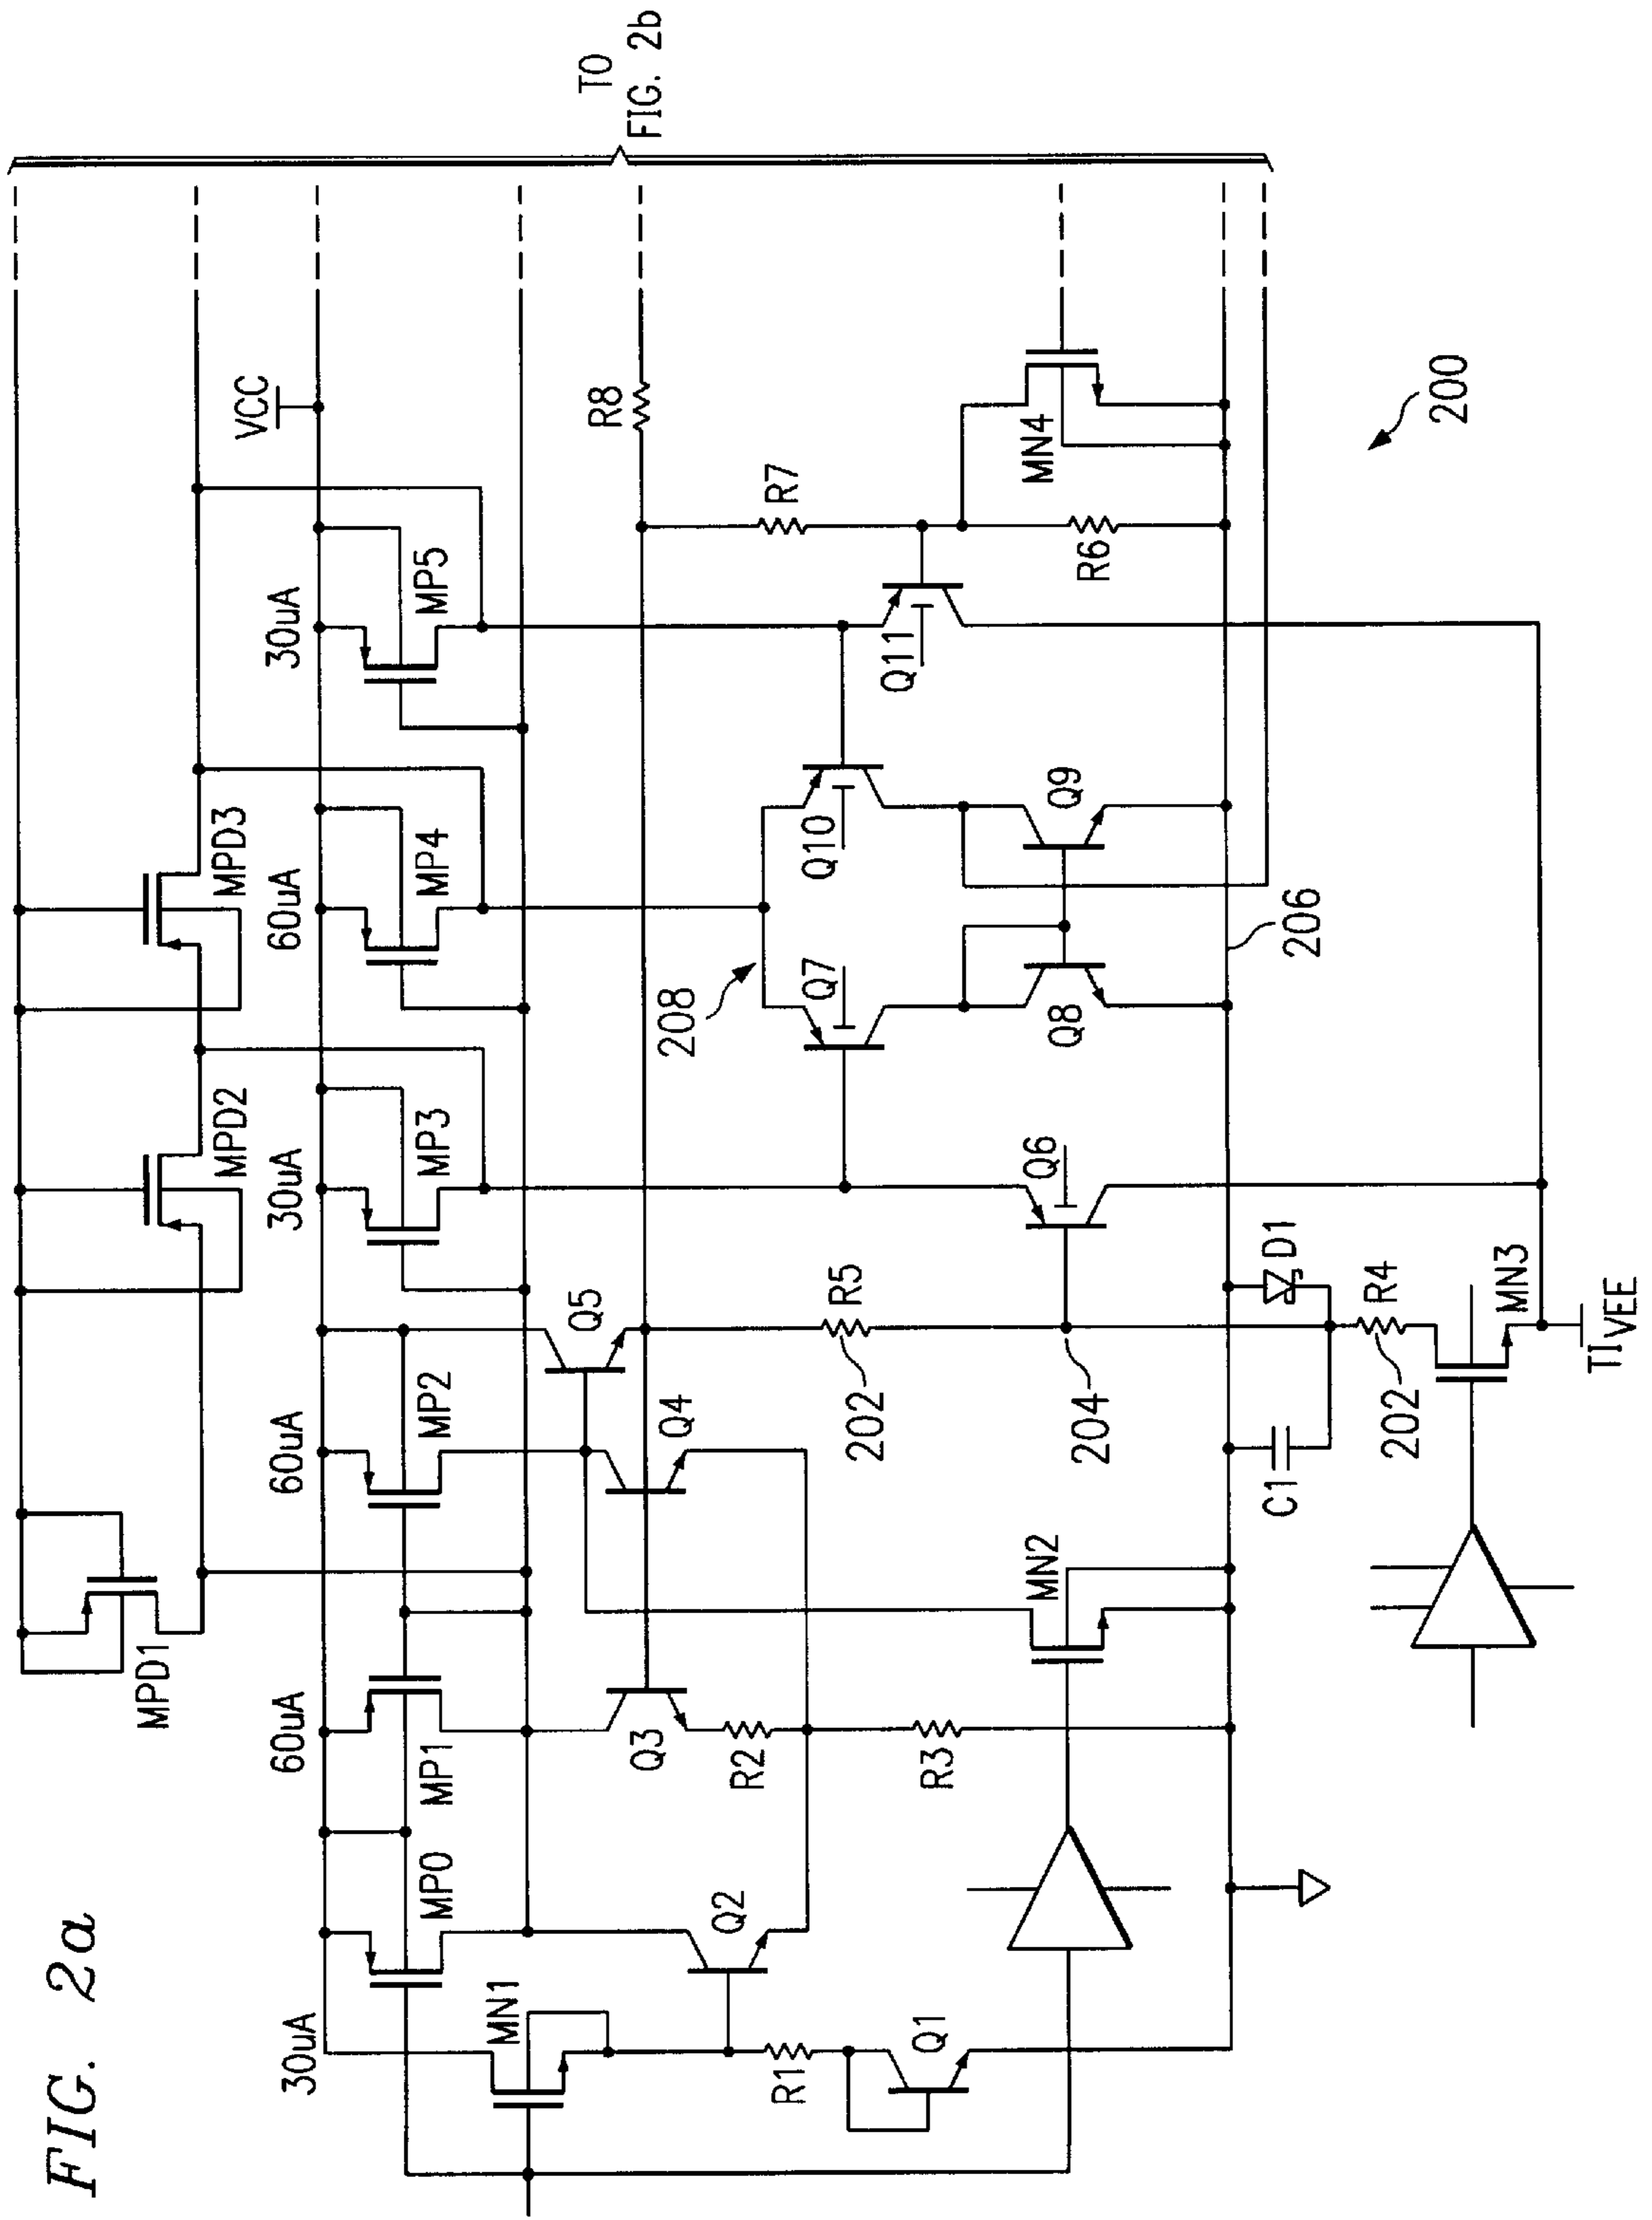 FIG. 2a
TO
FIG. 2b
MPD1
MPD2
MPD3
VCC
30uA
MP0
60uA
MP1
60uA
MP2
30uA
MP3
60uA
MP4
30uA
MP5
MN1
Q5
Q4
Q3
Q2
R2
R3
R1
Q1
R5
202
204
208
Q7
Q10
Q11
R8
R7
R6
MN4
Q6
Q8
Q9
206
200
MN2
C1
D1
R4
202
MN3
TI VEE